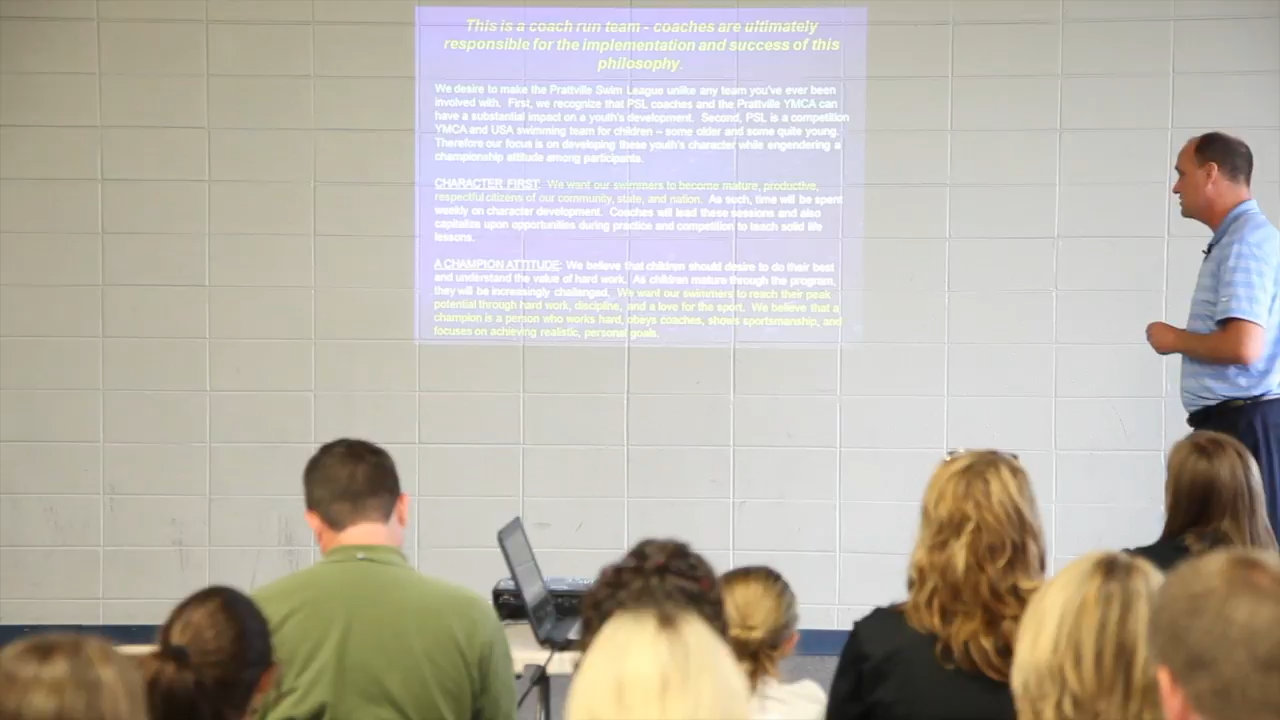 This is a coach run team - coaches are ultimately
responsible for the implementation and success of this
philosophy.
We desire to make the Prattville Swim League unlike any team you've ever been
involved with. First, we recognize that PSL coaches and the Prattville YMCA can
have a substantial impact on a youth's development. Second, PSL is a competition
YMCA and USA swimming team for children – some older and some quite young.
Therefore our focus is on developing these youth's character while engendering a
championship attitude among participants.
CHARACTER FIRST: We want our swimmers to become mature, productive,
respectful citizens of our community, state, and nation. As such, time will be spent
weekly on character development. Coaches will lead these sessions and also
capitalize upon opportunities during practice and competition to teach solid life
lessons.
A CHAMPION ATTITUDE: We believe that children should desire to do their best
and understand the value of hard work. As children mature through the program,
they will be increasingly challenged. We want our swimmers to reach their peak
potential through hard work, discipline, and a love for the sport. We believe that a
champion is a person who works hard, obeys coaches, shows sportsmanship, and
focuses on achieving realistic, personal goals.